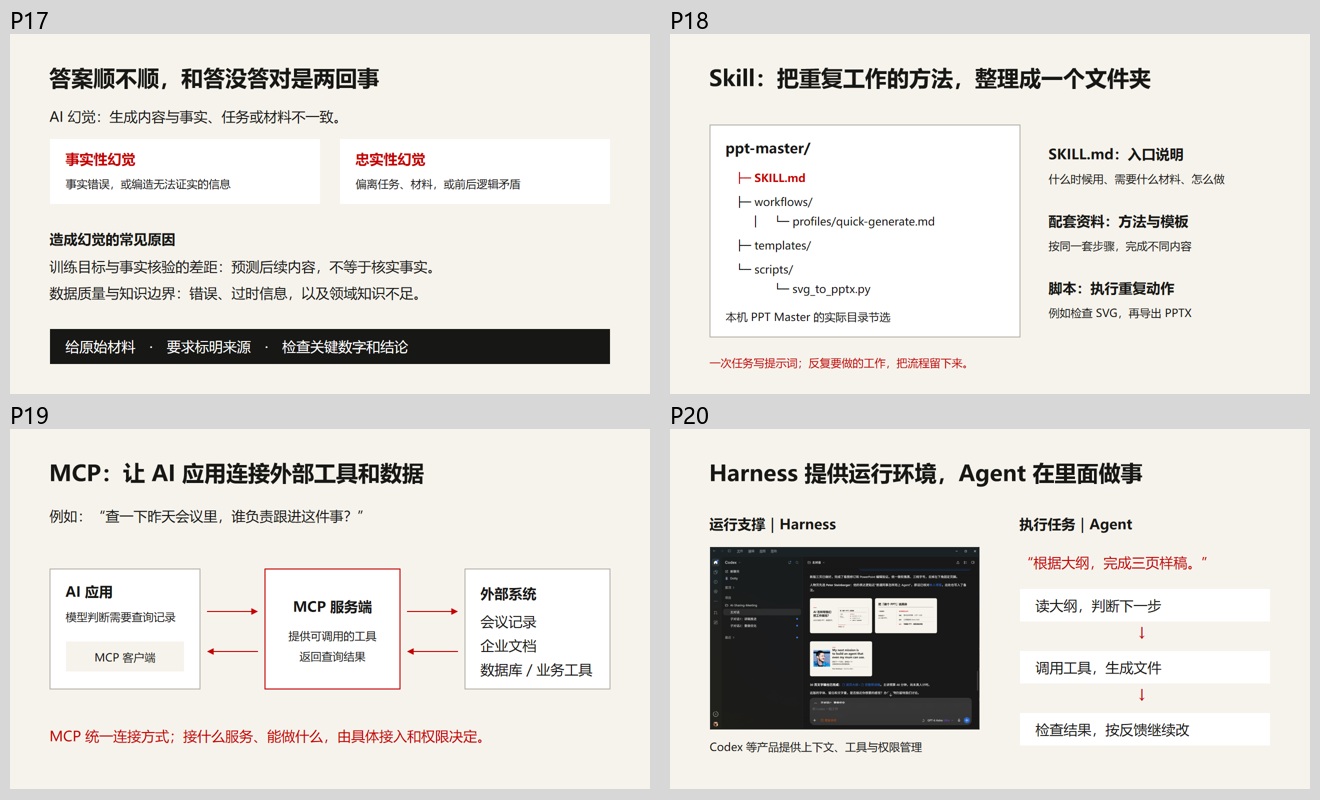 P17
答案顺不顺，和答没答对是两回事
AI 幻觉：生成内容与事实、任务或材料不一致。
事实性幻觉
事实错误，或编造无法证实的信息
忠实性幻觉
偏离任务、材料，或前后逻辑矛盾
造成幻觉的常见原因
训练目标与事实核验的差距：预测后续内容，不等于核实事实。
数据质量与知识边界：错误、过时信息，以及领域知识不足。
给原始材料 · 要求标明来源 · 检查关键数字和结论
P18
Skill：把重复工作的方法，整理成一个文件夹
ppt-master/
├─ SKILL.md
├─ workflows/
│ └─ profiles/quick-generate.md
├─ templates/
└─ scripts/
└─ svg_to_pptx.py
本机 PPT Master 的实际目录节选
SKILL.md：入口说明
什么时候用、需要什么材料、怎么做
配套资料：方法与模板
按同一套步骤，完成不同内容
脚本：执行重复动作
例如检查 SVG，再导出 PPTX
一次任务写提示词；反复要做的工作，把流程留下来。
P19
MCP：让 AI 应用连接外部工具和数据
例如：“查一下昨天会议里，谁负责跟进这件事？”
AI 应用
模型判断需要查询记录
MCP 客户端
MCP 服务端
提供可调用的工具
返回查询结果
外部系统
会议记录
企业文档
数据库 / 业务工具
MCP 统一连接方式；接什么服务、能做什么，由具体接入和权限决定。
P20
Harness 提供运行环境，Agent 在里面做事
运行支撑｜Harness
Codex
Codex 等产品提供上下文、工具与权限管理
执行任务｜Agent
“根据大纲，完成三页样稿。”
读大纲，判断下一步
↓
调用工具，生成文件
↓
检查结果，按反馈继续改